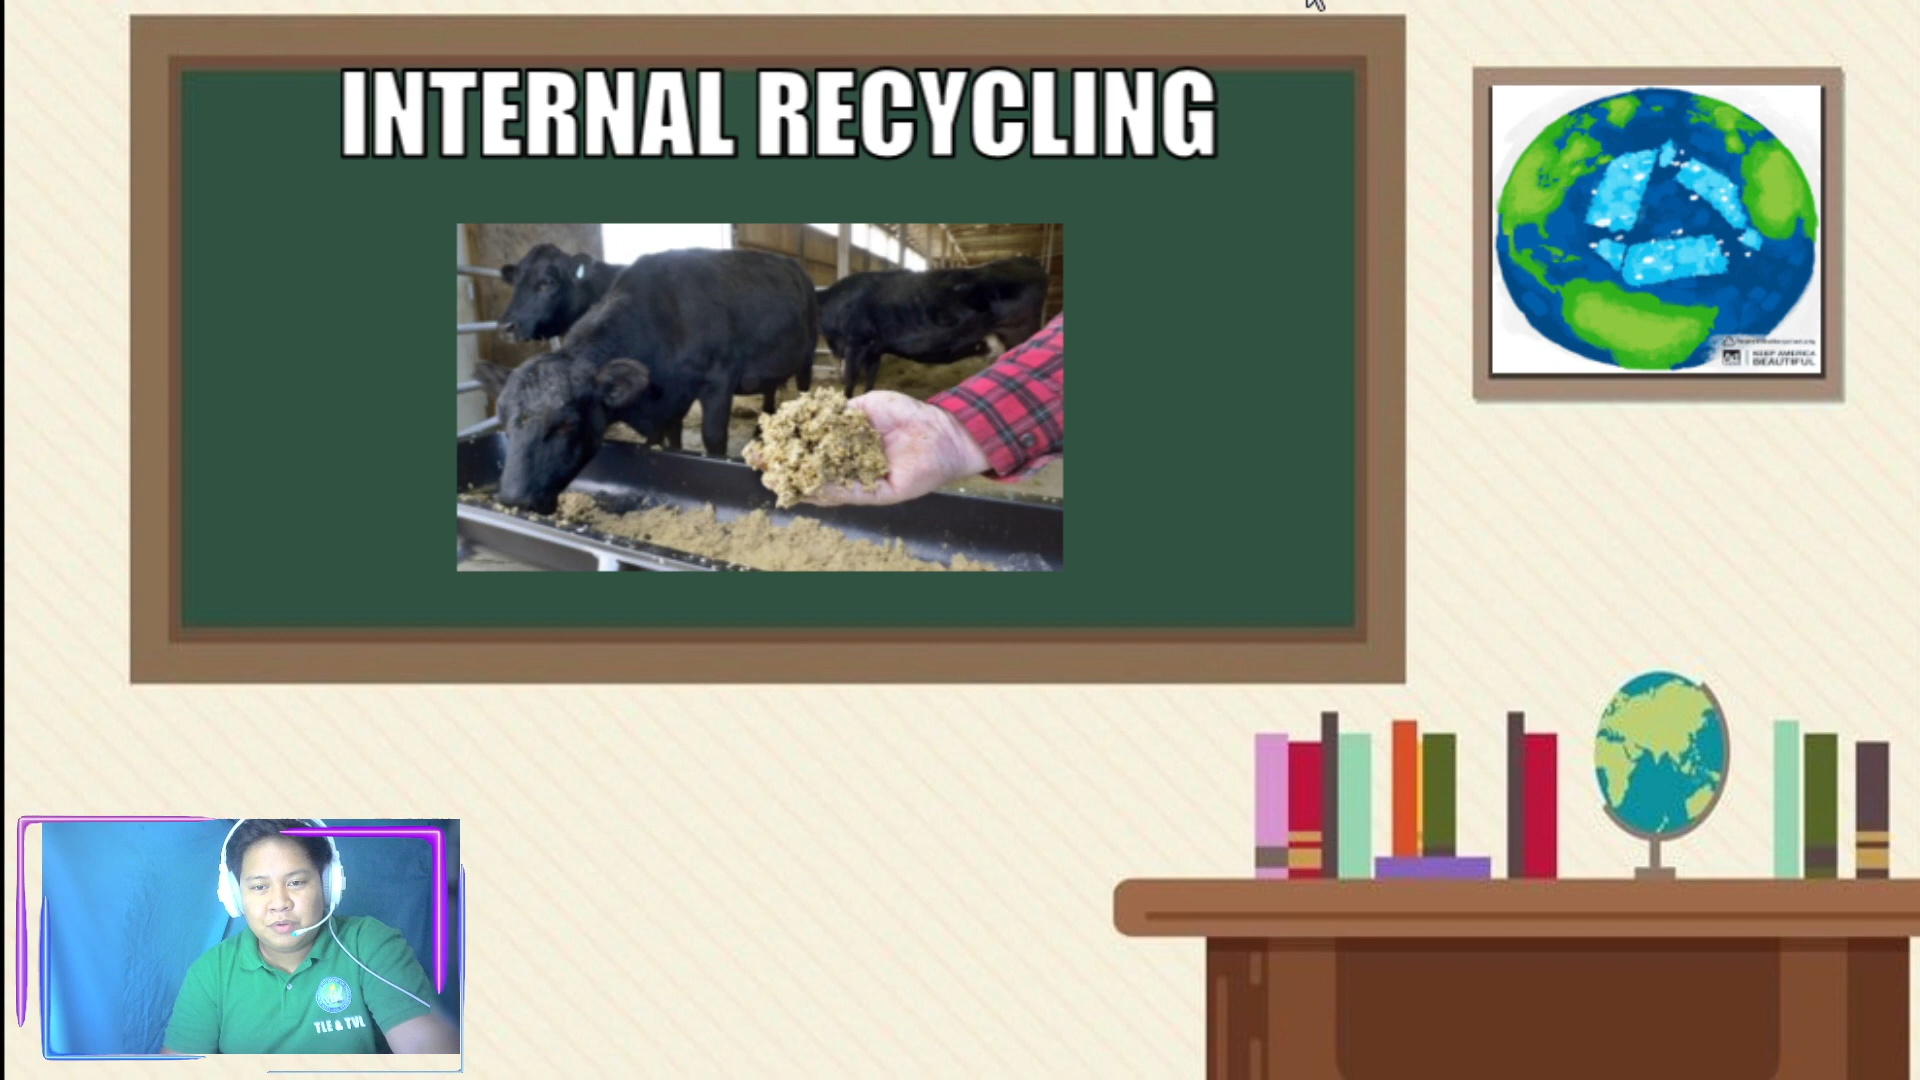 INTERNAL RECYCLING
KEEP AMERICA
BEAUTIFUL
TLE & TVL